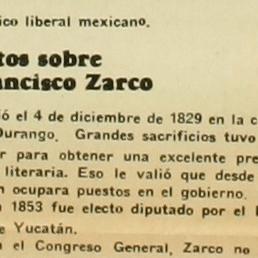 ico liberal mexicano.
tos sobre
ancisco Zarco
ó el 4 de diciembre de 1829 en la c
Durango. Grandes sacrificios tuvo
r para obtener una excelente pre
literaria. Eso le valió que desde
n ocupara puestos en el gobierno.
n 1853 fue electo diputado por el
e Yucatán.
n el Congreso General, Zarco no